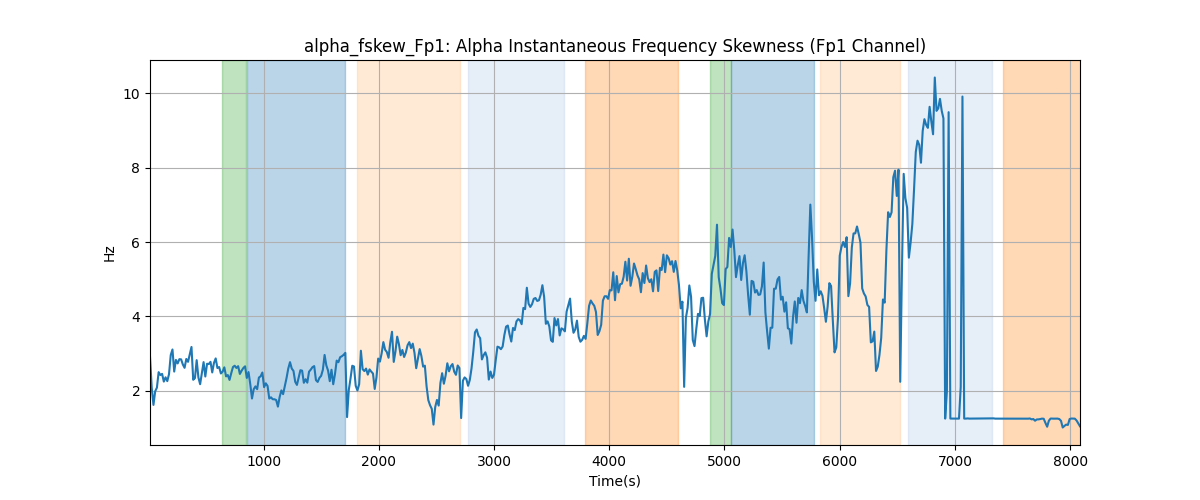 alpha_fskew_Fp1: Alpha Instantaneous Frequency Skewness (Fp1 Channel)
10
8
6
4
2
Hz
1000 2000 3000 4000 5000 6000 7000 8000
Time(s)